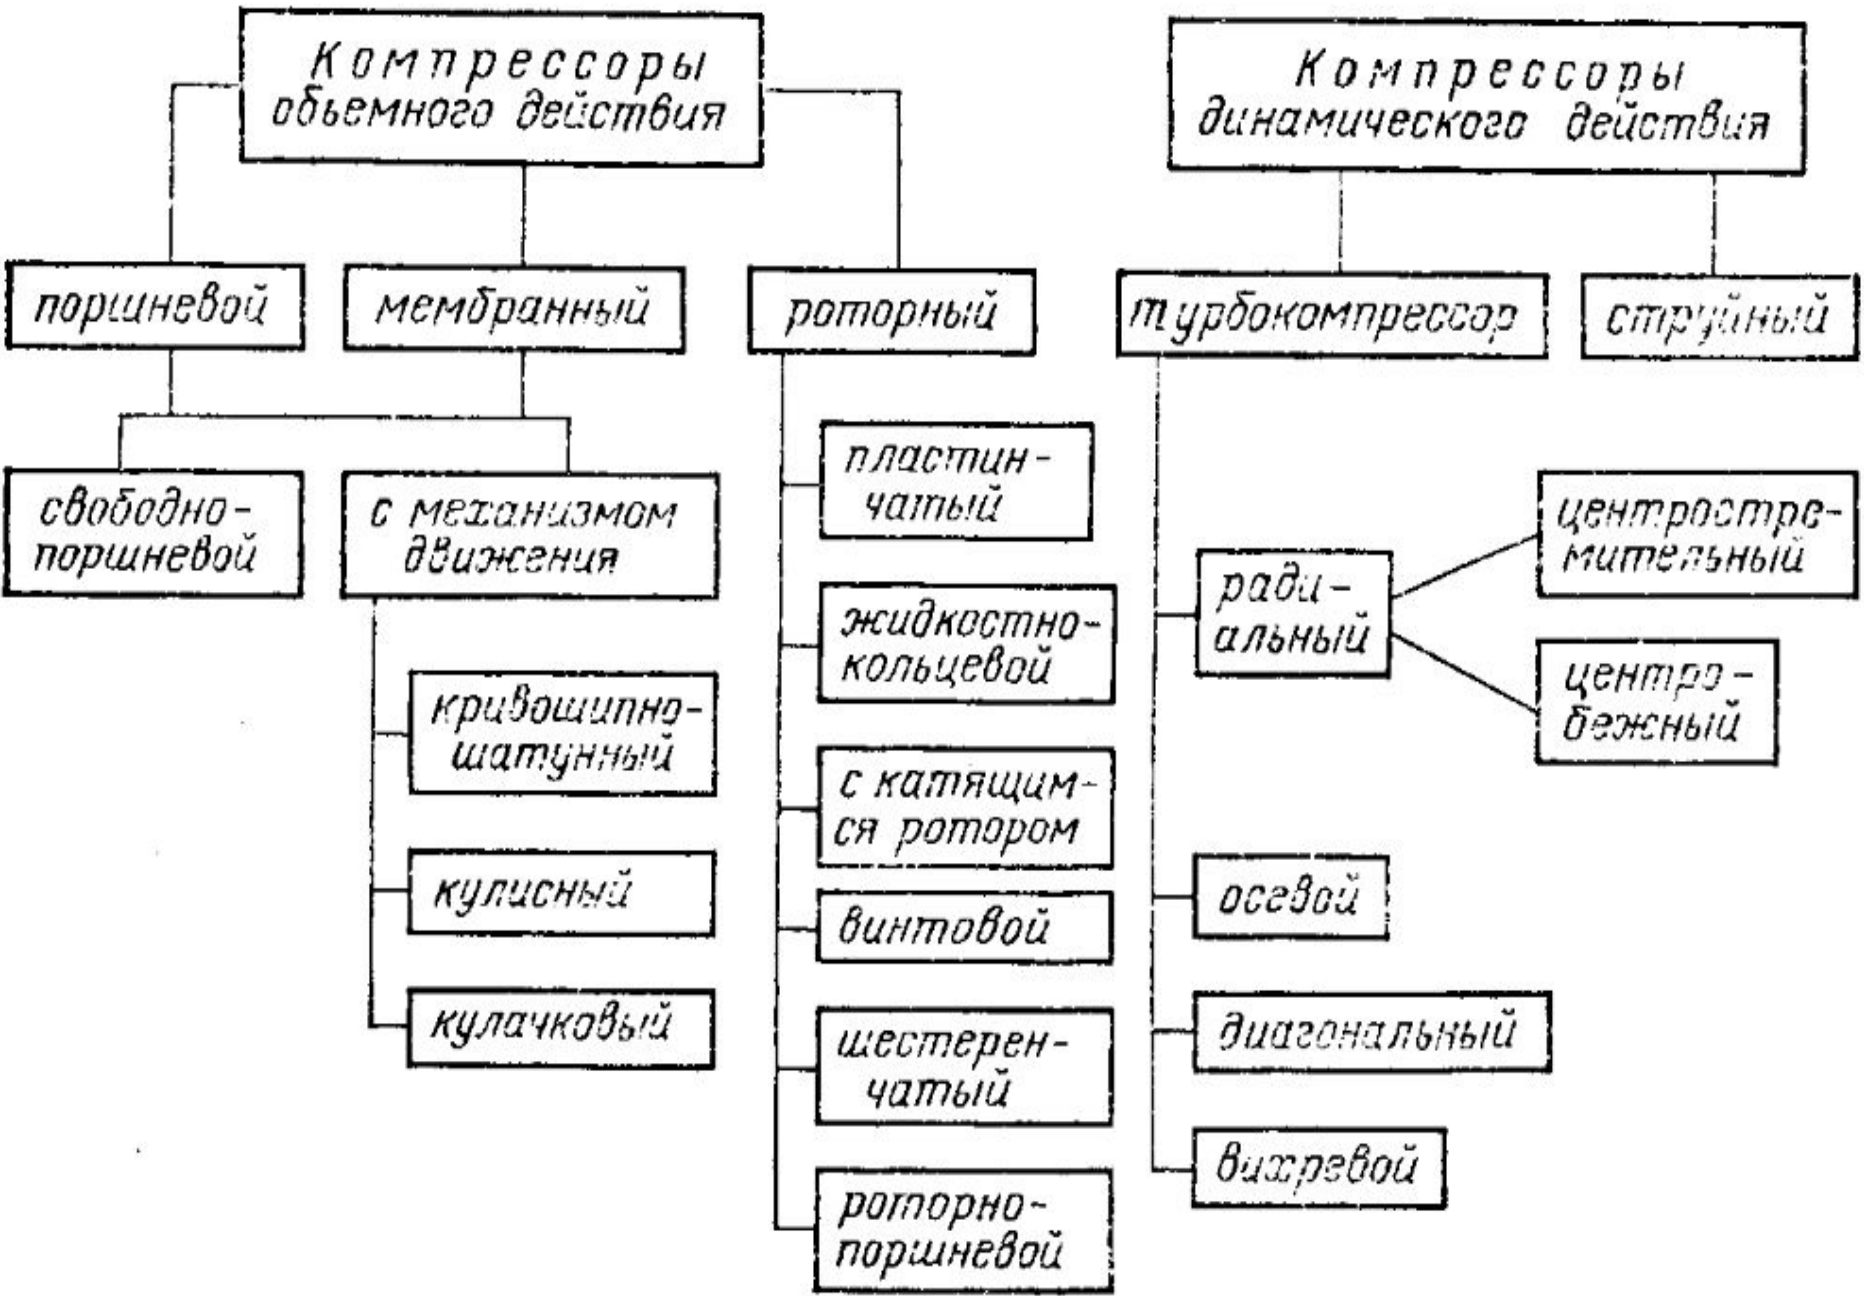 Компрессоры
объемного действия
Компрессоры
динамического действия
поршневой
мембранный
роторный
турбокомпрессор
струйный
свободно-
поршневой
с механизмом
движения
кривошипно-
шатунный
кулисный
кулачковый
пластин-
чатый
жидкостно-
кольцевой
с катящим-
ся ротором
винтовой
шестерен-
чатый
роторно-
поршневой
ради-
альный
центростре-
мительный
центро-
бежный
осевой
диагональный
вихревой